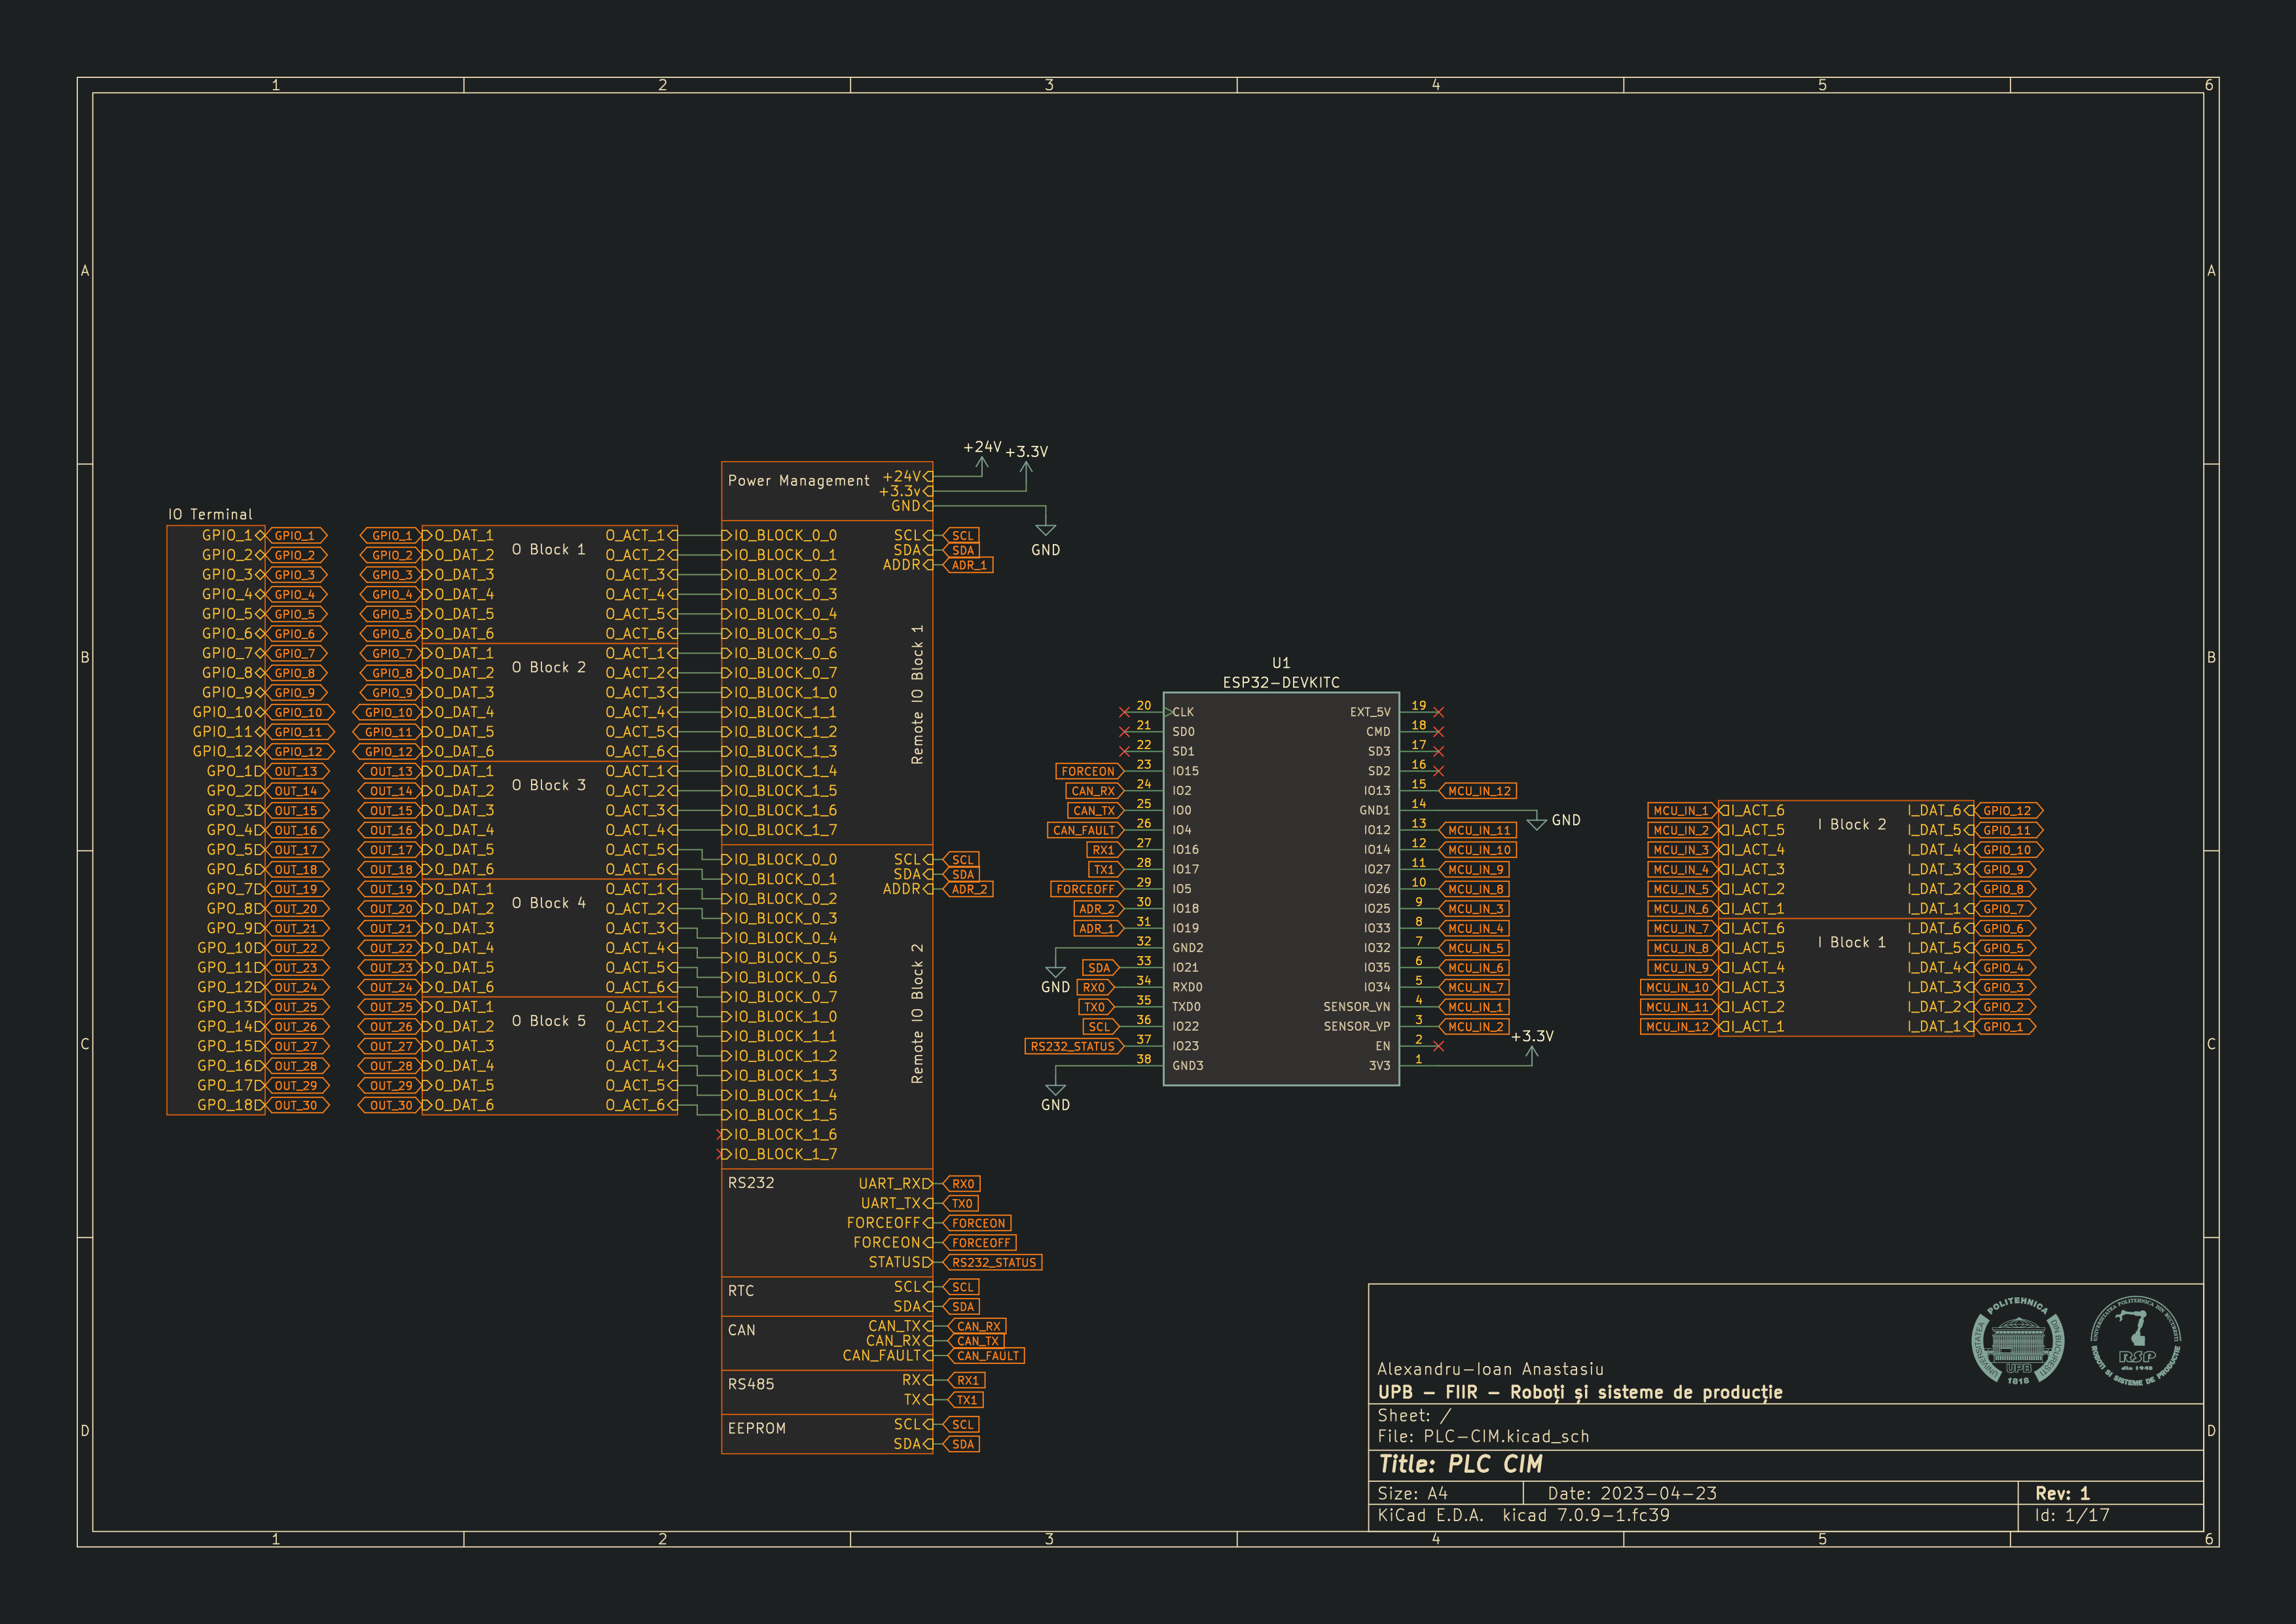 1 2 3 4 5 6
A A
B B
C C
D D
IO Terminal
GPIO_1 GPIO_1
GPIO_2 GPIO_2
GPIO_3 GPIO_3
GPIO_4 GPIO_4
GPIO_5 GPIO_5
GPIO_6 GPIO_6
GPIO_7 GPIO_7
GPIO_8 GPIO_8
GPIO_9 GPIO_9
GPIO_10 GPIO_10
GPIO_11 GPIO_11
GPIO_12 GPIO_12
GPO_1 OUT_13
GPO_2 OUT_14
GPO_3 OUT_15
GPO_4 OUT_16
GPO_5 OUT_17
GPO_6 OUT_18
GPO_7 OUT_19
GPO_8 OUT_20
GPO_9 OUT_21
GPO_10 OUT_22
GPO_11 OUT_23
GPO_12 OUT_24
GPO_13 OUT_25
GPO_14 OUT_26
GPO_15 OUT_27
GPO_16 OUT_28
GPO_17 OUT_29
GPO_18 OUT_30
O Block 1
GPIO_1 O_DAT_1 O_ACT_1
GPIO_2 O_DAT_2 O_ACT_2
GPIO_3 O_DAT_3 O_ACT_3
GPIO_4 O_DAT_4 O_ACT_4
GPIO_5 O_DAT_5 O_ACT_5
GPIO_6 O_DAT_6 O_ACT_6
O Block 2
GPIO_7 O_DAT_1 O_ACT_1
GPIO_8 O_DAT_2 O_ACT_2
GPIO_9 O_DAT_3 O_ACT_3
GPIO_10 O_DAT_4 O_ACT_4
GPIO_11 O_DAT_5 O_ACT_5
GPIO_12 O_DAT_6 O_ACT_6
O Block 3
OUT_13 O_DAT_1 O_ACT_1
OUT_14 O_DAT_2 O_ACT_2
OUT_15 O_DAT_3 O_ACT_3
OUT_16 O_DAT_4 O_ACT_4
OUT_17 O_DAT_5 O_ACT_5
OUT_18 O_DAT_6 O_ACT_6
O Block 4
OUT_19 O_DAT_1 O_ACT_1
OUT_20 O_DAT_2 O_ACT_2
OUT_21 O_DAT_3 O_ACT_3
OUT_22 O_DAT_4 O_ACT_4
OUT_23 O_DAT_5 O_ACT_5
OUT_24 O_DAT_6 O_ACT_6
O Block 5
OUT_25 O_DAT_1 O_ACT_1
OUT_26 O_DAT_2 O_ACT_2
OUT_27 O_DAT_3 O_ACT_3
OUT_28 O_DAT_4 O_ACT_4
OUT_29 O_DAT_5 O_ACT_5
OUT_30 O_DAT_6 O_ACT_6
Power Management
+24V +24V
+3.3v +3.3V
GND GND
Remote IO Block 1
IO_BLOCK_0_0 SCL SCL
IO_BLOCK_0_1 SDA SDA
IO_BLOCK_0_2 ADDR ADR_1
IO_BLOCK_0_3
IO_BLOCK_0_4
IO_BLOCK_0_5
IO_BLOCK_0_6
IO_BLOCK_0_7
IO_BLOCK_1_0
IO_BLOCK_1_1
IO_BLOCK_1_2
IO_BLOCK_1_3
IO_BLOCK_1_4
IO_BLOCK_1_5
IO_BLOCK_1_6
IO_BLOCK_1_7
Remote IO Block 2
IO_BLOCK_0_0 SCL SCL
IO_BLOCK_0_1 SDA SDA
IO_BLOCK_0_2 ADDR ADR_2
IO_BLOCK_0_3
IO_BLOCK_0_4
IO_BLOCK_0_5
IO_BLOCK_0_6
IO_BLOCK_0_7
IO_BLOCK_1_0
IO_BLOCK_1_1
IO_BLOCK_1_2
IO_BLOCK_1_3
IO_BLOCK_1_4
IO_BLOCK_1_5
IO_BLOCK_1_6
IO_BLOCK_1_7
RS232
UART_RX RX0
UART_TX TX0
FORCEOFF FORCEON
FORCEON FORCEOFF
STATUS RS232_STATUS
RTC
SCL SCL
SDA SDA
CAN
CAN_TX CAN_RX
CAN_RX CAN_TX
CAN_FAULT CAN_FAULT
RS485
RX RX1
TX TX1
EEPROM
SCL SCL
SDA SDA
U1
ESP32-DEVKITC
20 CLK EXT_5V 19
21 SD0 CMD 18
22 SD1 SD3 17
FORCEON 23 IO15 SD2 16
CAN_RX 24 IO2 IO13 15 MCU_IN_12
CAN_TX 25 IO0 GND1 14 GND
CAN_FAULT 26 IO4 IO12 13 MCU_IN_11
RX1 27 IO16 IO14 12 MCU_IN_10
TX1 28 IO17 IO27 11 MCU_IN_9
FORCEOFF 29 IO5 IO26 10 MCU_IN_8
ADR_2 30 IO18 IO25 9 MCU_IN_3
ADR_1 31 IO19 IO33 8 MCU_IN_4
GND 32 GND2 IO32 7 MCU_IN_5
SDA 33 IO21 IO35 6 MCU_IN_6
RX0 34 RXD0 IO34 5 MCU_IN_7
TX0 35 TXD0 SENSOR_VN 4 MCU_IN_1
SCL 36 IO22 SENSOR_VP 3 MCU_IN_2
RS232_STATUS 37 IO23 EN 2
GND 38 GND3 3V3 1 +3.3V
I Block 2
MCU_IN_1 I_ACT_6 I_DAT_6 GPIO_12
MCU_IN_2 I_ACT_5 I_DAT_5 GPIO_11
MCU_IN_3 I_ACT_4 I_DAT_4 GPIO_10
MCU_IN_4 I_ACT_3 I_DAT_3 GPIO_9
MCU_IN_5 I_ACT_2 I_DAT_2 GPIO_8
MCU_IN_6 I_ACT_1 I_DAT_1 GPIO_7
I Block 1
MCU_IN_7 I_ACT_6 I_DAT_6 GPIO_6
MCU_IN_8 I_ACT_5 I_DAT_5 GPIO_5
MCU_IN_9 I_ACT_4 I_DAT_4 GPIO_4
MCU_IN_10 I_ACT_3 I_DAT_3 GPIO_3
MCU_IN_11 I_ACT_2 I_DAT_2 GPIO_2
MCU_IN_12 I_ACT_1 I_DAT_1 GPIO_1
UNIVERSITATEA POLITEHNICA DIN BUCUREȘTI
UPB
1818
UNIVERSITATEA POLITEHNICA DIN BUCUREȘTI
RSP
din 1948
ROBOȚI ȘI SISTEME DE PRODUCȚIE
Alexandru-Ioan Anastasiu
UPB – FIIR – Roboți și sisteme de producție
Sheet: /
File: PLC-CIM.kicad_sch
Title: PLC CIM
Size: A4 Date: 2023-04-23 Rev: 1
KiCad E.D.A. kicad 7.0.9-1.fc39 Id: 1/17
1 2 3 4 5 6